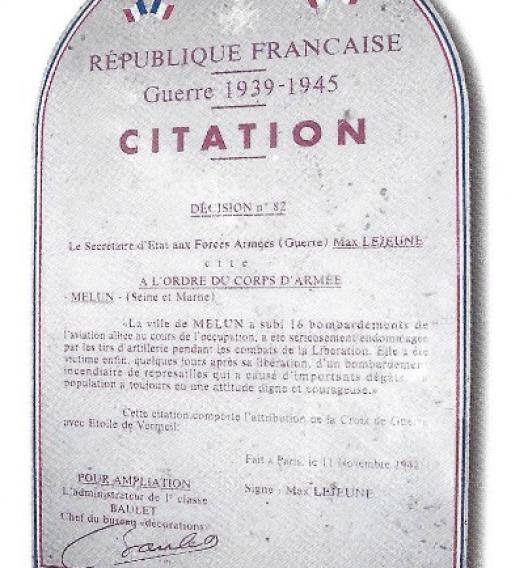 RÉPUBLIQUE FRANCAISE
Guerre 1939-1945
CITATION
DÉCISION n° 82
Le Secrétaire d'Etat aux Forces Armées (Guerre) Max LEJEUNE
cite
A L'ORDRE DU CORPS D'ARMÉE
- MELUN - (Seine et Marne)
«La ville de MELUN a subi 16 bombardements de
l'aviation alliée au cours de l'occupation, a été sérieusement endommagée
par les tirs d'artillerie pendant les combats de la Libération. Elle a été
victime enfin, quelques jours après sa libération, d'un bombardement
incendiaire de représailles qui a causé d'importants dégâts.
population a toujours eu une attitude digne et courageuse.»
Cette citation comporte l'attribution de la Croix de Guerre
avec Etoile de Vermeil.
Fait à Paris, le 11 Novembre
POUR AMPLIATION
L'administrateur de 1° classe
BAULET
Chef du bureau «décorations»
Signé : Max LEJEUNE
Baulet